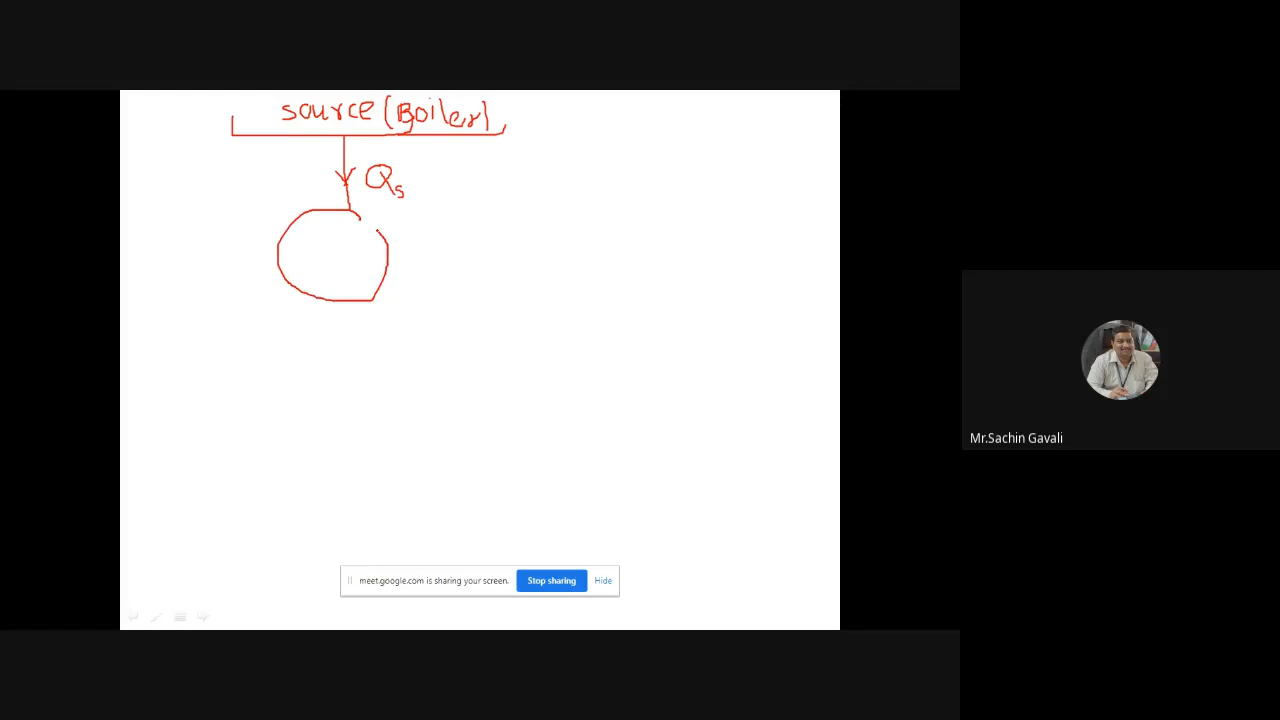 source (Boiler)
Qs
Mr.Sachin Gavali
meet.google.com is sharing your screen. Stop sharing Hide